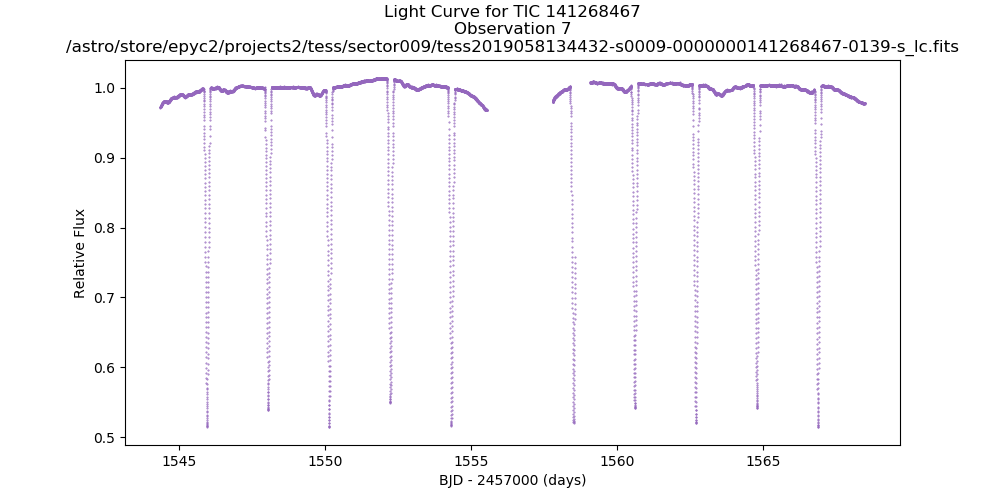 Light Curve for TIC 141268467
Observation 7
/astro/store/epyc2/projects2/tess/sector009/tess2019058134432-s0009-0000000141268467-0139-s_lc.fits
1.0
0.9
0.8
0.7
0.6
0.5
Relative Flux
1545
1550
1555
1560
1565
BJD - 2457000 (days)